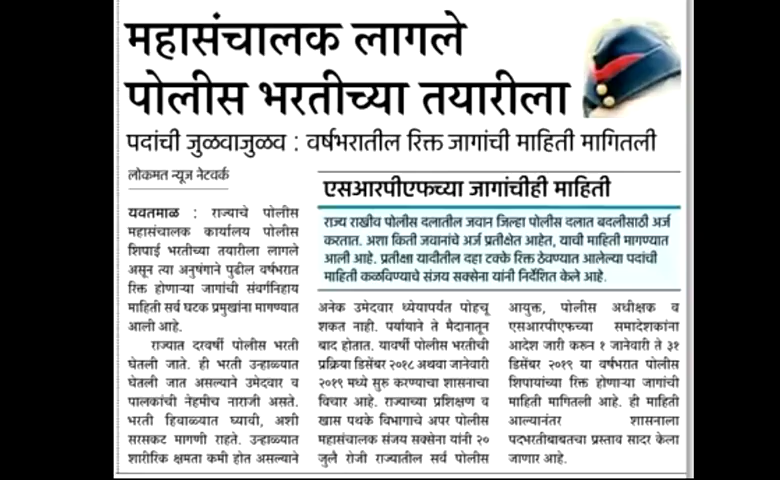 महासंचालक लागले
पोलीस भरतीच्या तयारीला
पदांची जुळवाजुळव : वर्षभरातील रिक्त जागांची माहिती मागितली
लोकमत न्यूज नेटवर्क
यवतमाळ : राज्याचे पोलीस
महासंचालक कार्यालय पोलीस
शिपाई भरतीच्या तयारीला लागले
असून त्या अनुषंगाने पुढील वर्षभरात
रिक्त होणाऱ्या जागांची संवर्गनिहाय
माहिती सर्व घटक प्रमुखांना मागण्यात
आली आहे.
राज्यात दरवर्षी पोलीस भरती
घेतली जाते. ही भरती उन्हाळ्यात
घेतली जात असल्याने उमेदवार व
पालकांची नेहमीच नाराजी असते.
भरती हिवाळ्यात घ्यावी, अशी
सरसकट मागणी राहते. उन्हाळ्यात
शारीरिक क्षमता कमी होत असल्याने
एसआरपीएफच्या जागांचीही माहिती
राज्य राखीव पोलीस दलातील जवान जिल्हा पोलीस दलात बदलीसाठी अर्ज
करतात. अशा किती जवानांचे अर्ज प्रतीक्षेत आहेत, याची माहिती मागण्यात
आली आहे. प्रतीक्षा यादीतील दहा टक्के रिक्त ठेवण्यात आलेल्या पदांची
माहिती कळविण्याचे संजय सक्सेना यांनी निर्देशित केले आहे.
अनेक उमेदवार ध्येयापर्यंत पोहचू
शकत नाही. पर्यायाने ते मैदानातून
बाद होतात. यावर्षी पोलीस भरतीची
प्रक्रिया डिसेंबर २०१८ अथवा जानेवारी
२०१९ मध्ये सुरु करण्याचा शासनाचा
विचार आहे. राज्याच्या प्रशिक्षण व
खास पथके विभागाचे अपर पोलीस
महासंचालक संजय सक्सेना यांनी २०
जुलै रोजी राज्यातील सर्व पोलीस
आयुक्त, पोलीस अधीक्षक व
एसआरपीएफच्या समादेशकांना
आदेश जारी करुन १ जानेवारी ते ३१
डिसेंबर २०१९ या वर्षभरात पोलीस
शिपायांच्या रिक्त होणाऱ्या जागांची
माहिती मागितली आहे. ही माहिती
आल्यानंतर शासनाला
पदभरतीबाबतचा प्रस्ताव सादर केला
जाणार आहे.